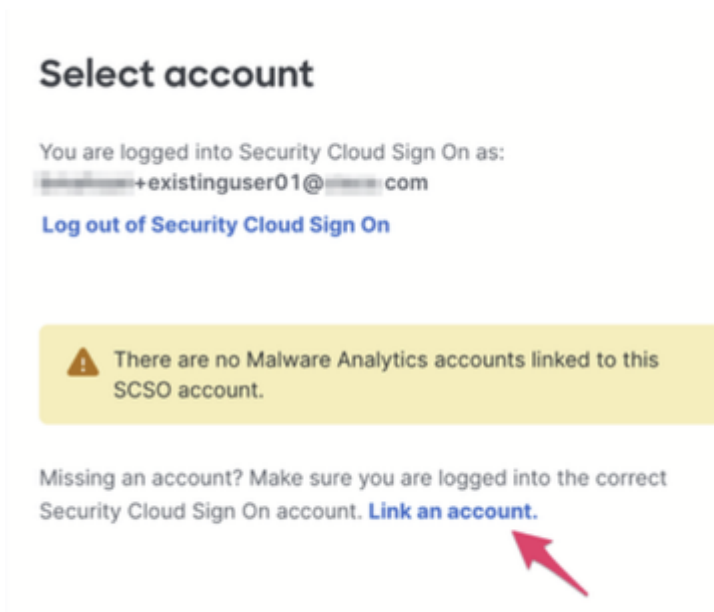 Select account
You are logged into Security Cloud Sign On as:
+existinguser01@ com
Log out of Security Cloud Sign On
There are no Malware Analytics accounts linked to this
SCSO account.
Missing an account? Make sure you are logged into the correct
Security Cloud Sign On account. Link an account.